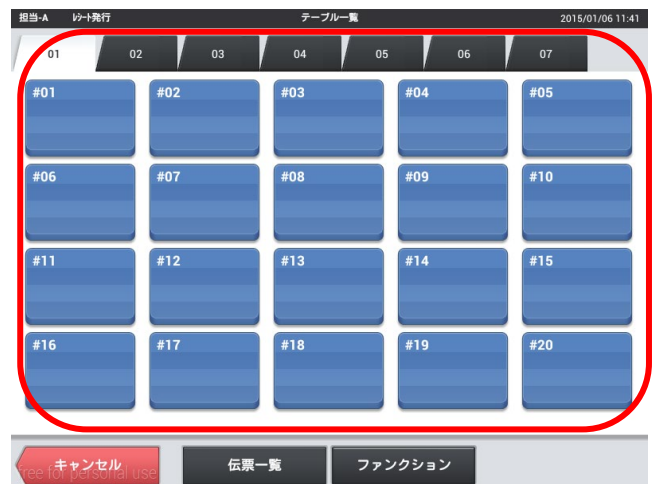 担当-A ﾚｼｰﾄ発行 テーブル一覧 2015/01/06 11:41
01 02 03 04 05 06 07
#01 #02 #03 #04 #05
#06 #07 #08 #09 #10
#11 #12 #13 #14 #15
#16 #17 #18 #19 #20
キャンセル 伝票一覧 ファンクション
free for personal use